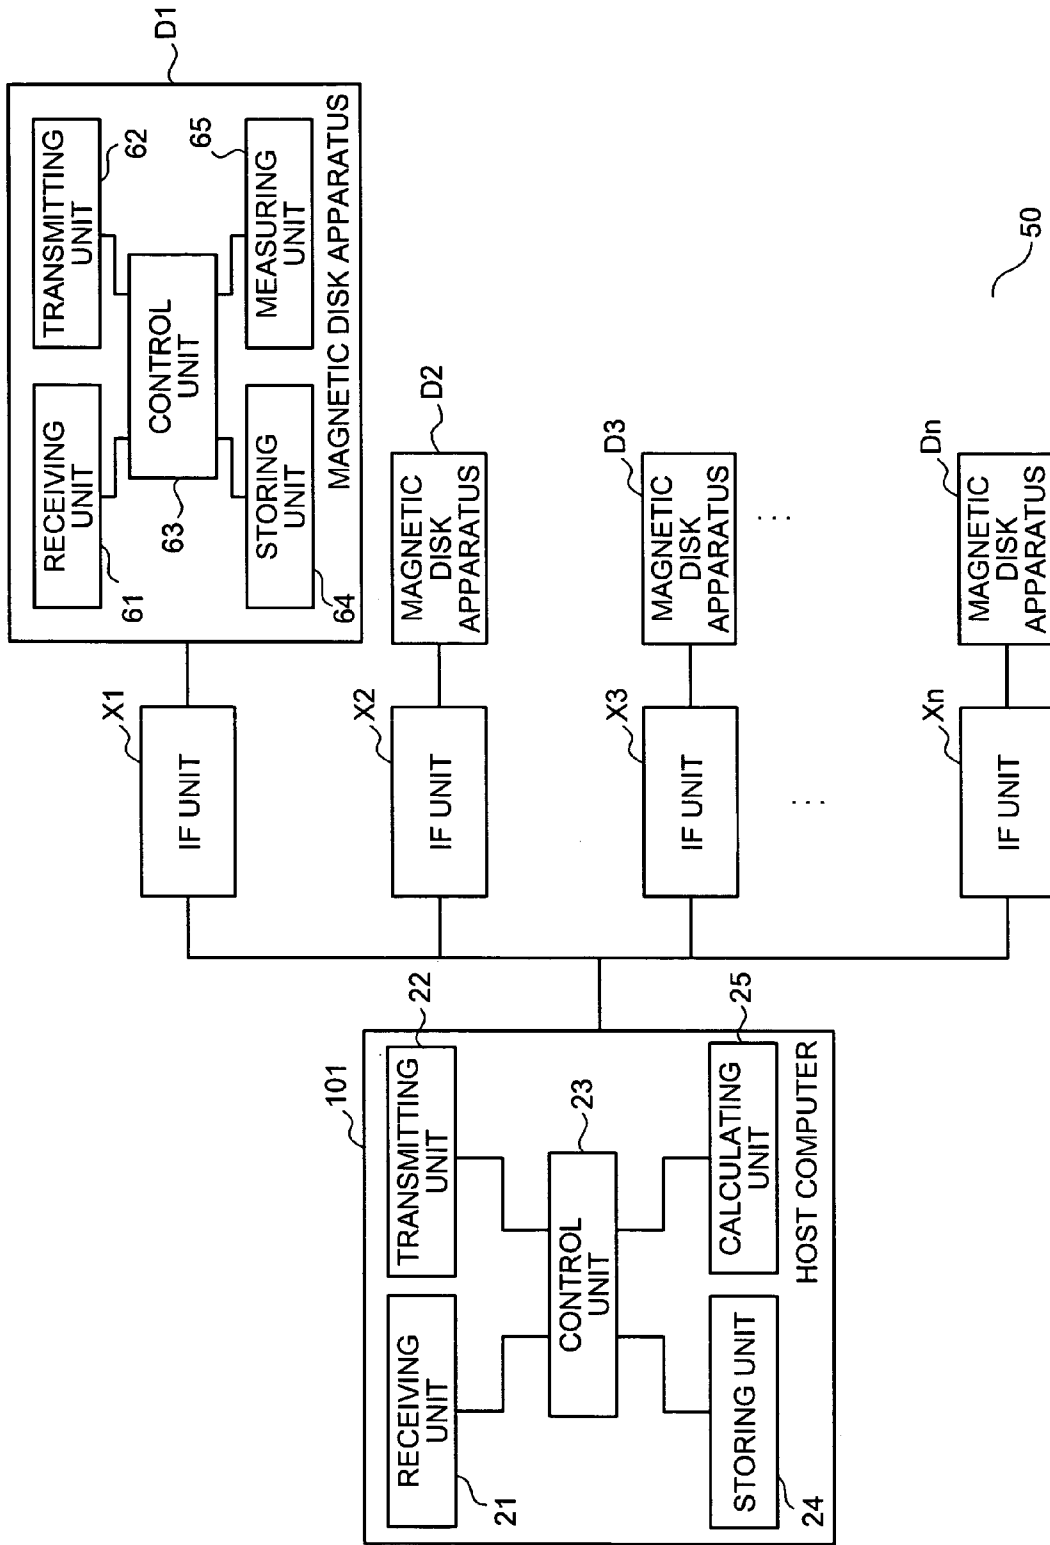 101
RECEIVING
UNIT
21
TRANSMITTING
UNIT
22
CONTROL
UNIT
23
STORING UNIT
24
CALCULATING
UNIT
25
HOST COMPUTER
X1
IF UNIT
X2
IF UNIT
X3
IF UNIT
...
Xn
IF UNIT
D1
RECEIVING
UNIT
61
TRANSMITTING
UNIT
62
CONTROL
UNIT
63
STORING
UNIT
64
MEASURING
UNIT
65
MAGNETIC DISK APPARATUS
D2
MAGNETIC
DISK
APPARATUS
D3
MAGNETIC
DISK
APPARATUS
...
Dn
MAGNETIC
DISK
APPARATUS
50